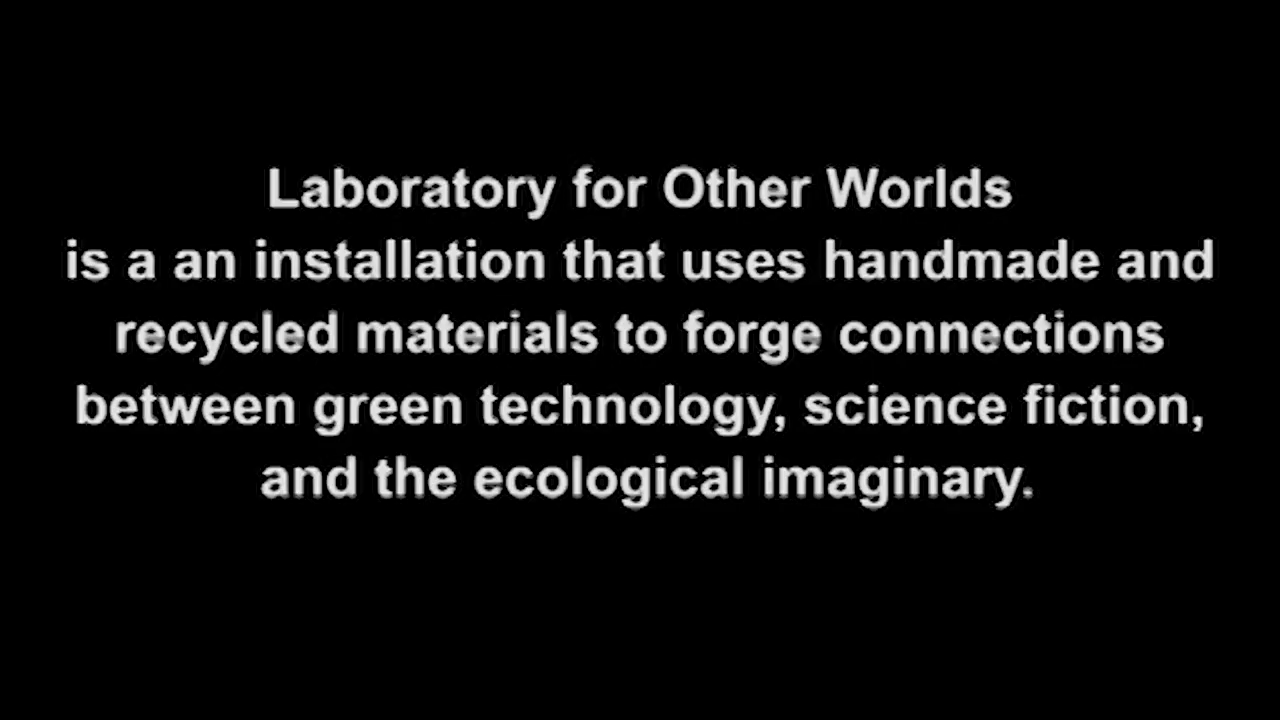 Laboratory for Other Worlds
is a an installation that uses handmade and
recycled materials to forge connections
between green technology, science fiction,
and the ecological imaginary.